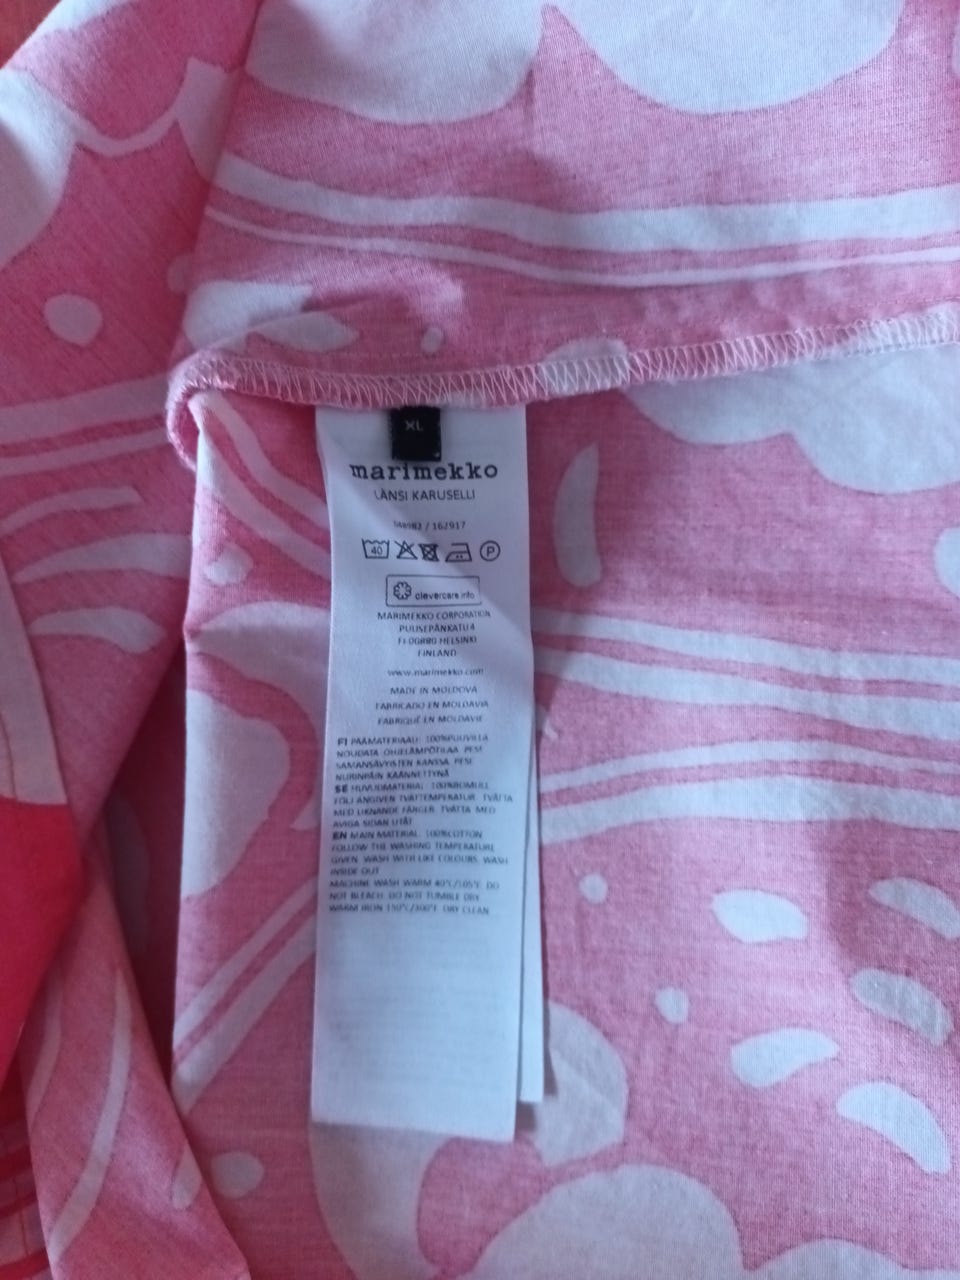 XL
marimekko
LÄNSI KARUSELLI
048982 / 162917
40 P
clevercare.info
MARIMEKKO CORPORATION
PUUSEPÄNKATU 4
FI 00880 HELSINKI
FINLAND
www.marimekko.com
MADE IN MOLDOVA
FABRICADO EN MOLDAVIA
FABRIQUÉ EN MOLDAVIE
FI PÄÄMATERIAALI: 100%PUUVILLA
NOUDATA OHJELÄMPÖTILAA. PESE
SAMANSÄVYISTEN KANSSA. PESE
NURINPÄIN KÄÄNNETTYNÄ
SE HUVUDMATERIAL: 100%BOMULL
FÖLJ ANGIVEN TVÄTTEMPERATUR. TVÄTTA
MED LIKNANDE FÄRGER. TVÄTTA MED
AVIGA SIDAN UTÅT
EN MAIN MATERIAL: 100%COTTON
FOLLOW THE WASHING TEMPERATURE
GIVEN. WASH WITH LIKE COLOURS. WASH
INSIDE OUT
MACHINE WASH WARM 40°C/105°F. DO
NOT BLEACH. DO NOT TUMBLE DRY.
WARM IRON 150°C/300°F. DRY CLEAN